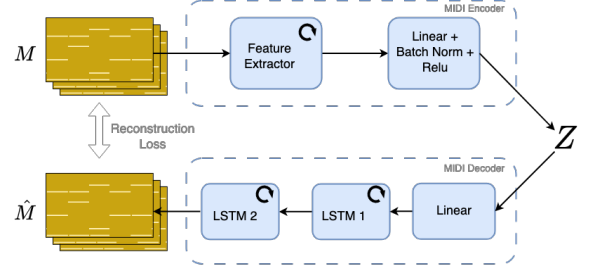 MIDI Encoder
M
Feature
Extractor
Linear +
Batch Norm +
Relu
Reconstruction
Loss
Z
MIDI Decoder
M̂
LSTM 2
LSTM 1
Linear